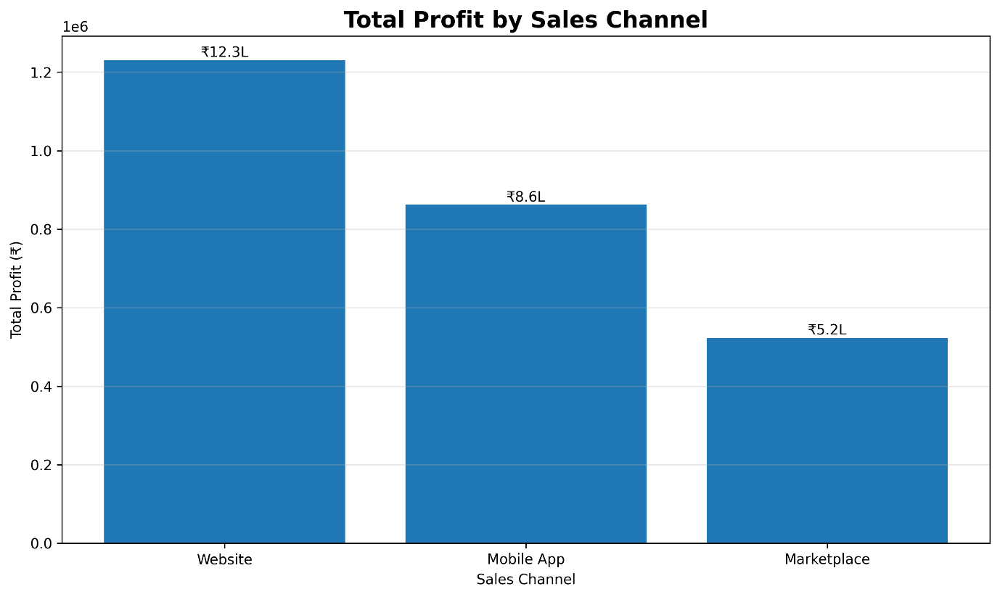 Total Profit by Sales Channel
1e6
₹12.3L
1.2
1.0
₹8.6L
0.8
Total Profit (₹)
0.6
₹5.2L
0.4
0.2
0.0
Website Mobile App Marketplace
Sales Channel